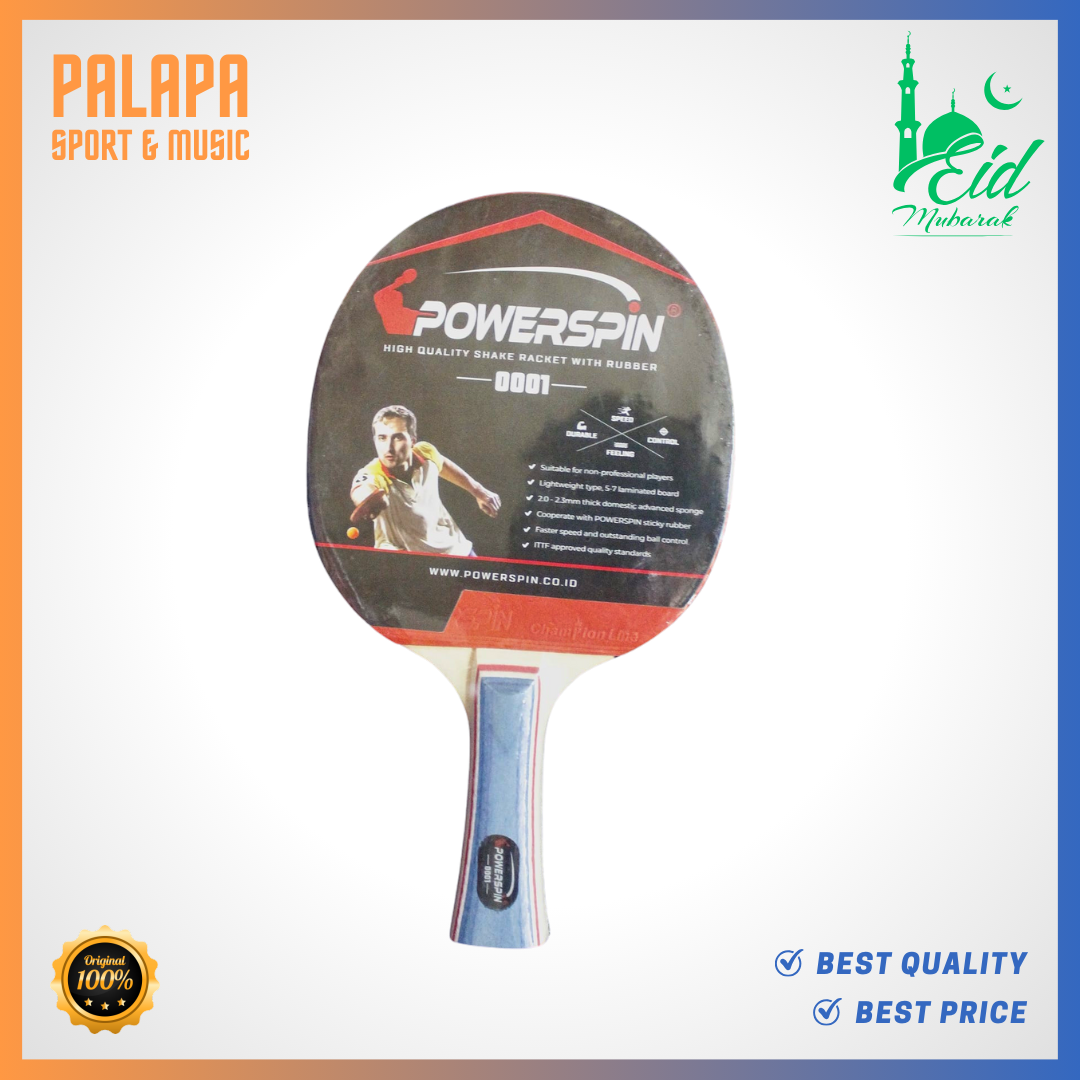 PALAPA
SPORT & MUSIC
Eid
Mubarak
POWERSPIN®
HIGH QUALITY SHAKE RACKET WITH RUBBER
0001
SPEED
DURABLE
CONTROL
FEELING
Suitable for non-professional players
Lightweight type, 5-7 laminated board
2.0 - 2.3mm thick domestic advanced sponge
Cooperate with POWERSPIN sticky rubber
Faster speed and outstanding ball control.
ITTF approved quality standards
WWW.POWERSPIN.CO.ID
SPIN
Champion Line
POWERSPIN
0001
Original
100%
BEST QUALITY
BEST PRICE